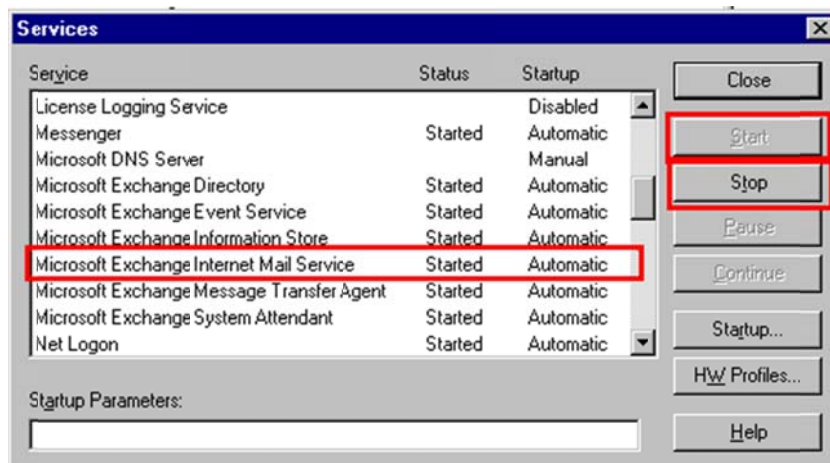 Services
Service Status Startup
License Logging Service Disabled
Messenger Started Automatic
Microsoft DNS Server Manual
Microsoft Exchange Directory Started Automatic
Microsoft Exchange Event Service Started Automatic
Microsoft Exchange Information Store Started Automatic
Microsoft Exchange Internet Mail Service Started Automatic
Microsoft Exchange Message Transfer Agent Started Automatic
Microsoft Exchange System Attendant Started Automatic
Net Logon Started Automatic
Startup Parameters:
Close
Start
Stop
Pause
Continue
Startup...
HW Profiles...
Help